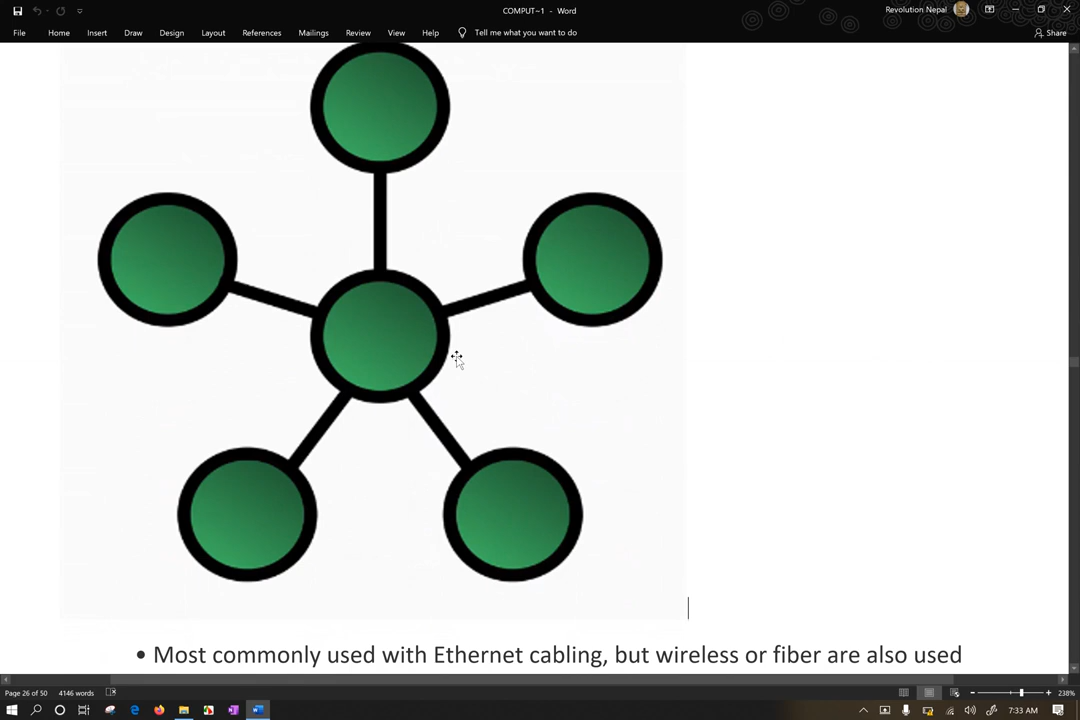 COMPUT~1 - Word
Revolution Nepal
File Home Insert Draw Design Layout References Mailings Review View Help Tell me what you want to do Share
• Most commonly used with Ethernet cabling, but wireless or fiber are also used
Page 26 of 50 4146 words 238%
7:33 AM